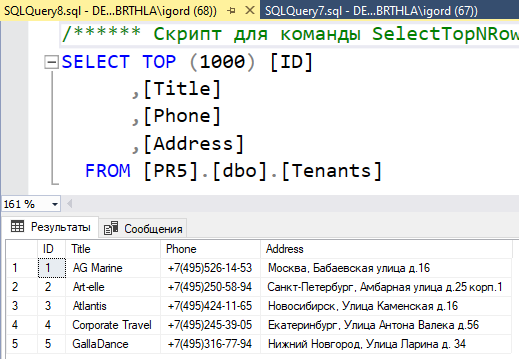 SQLQuery8.sql - DE...BRTHLA\igord (68))
SQLQuery7.sql - DE...BRTHLA\igord (67))
/****** Скрипт для команды SelectTopNRow
SELECT TOP (1000) [ID]
,[Title]
,[Phone]
,[Address]
FROM [PR5].[dbo].[Tenants]
161 %
Результаты Сообщения
ID Title Phone Address
1 1 AG Marine +7(495)526-14-53 Москва, Бабаевская улица д.16
2 2 Art-elle +7(495)250-58-94 Санкт-Петербург, Амбарная улица д.25 корп.1
3 3 Atlantis +7(495)424-11-65 Новосибирск, Улица Каменская д.16
4 4 Corporate Travel +7(495)245-39-05 Екатеринбург, Улица Антона Валека д.56
5 5 GallaDance +7(495)316-77-94 Нижний Новгород, Улица Ларина д. 34